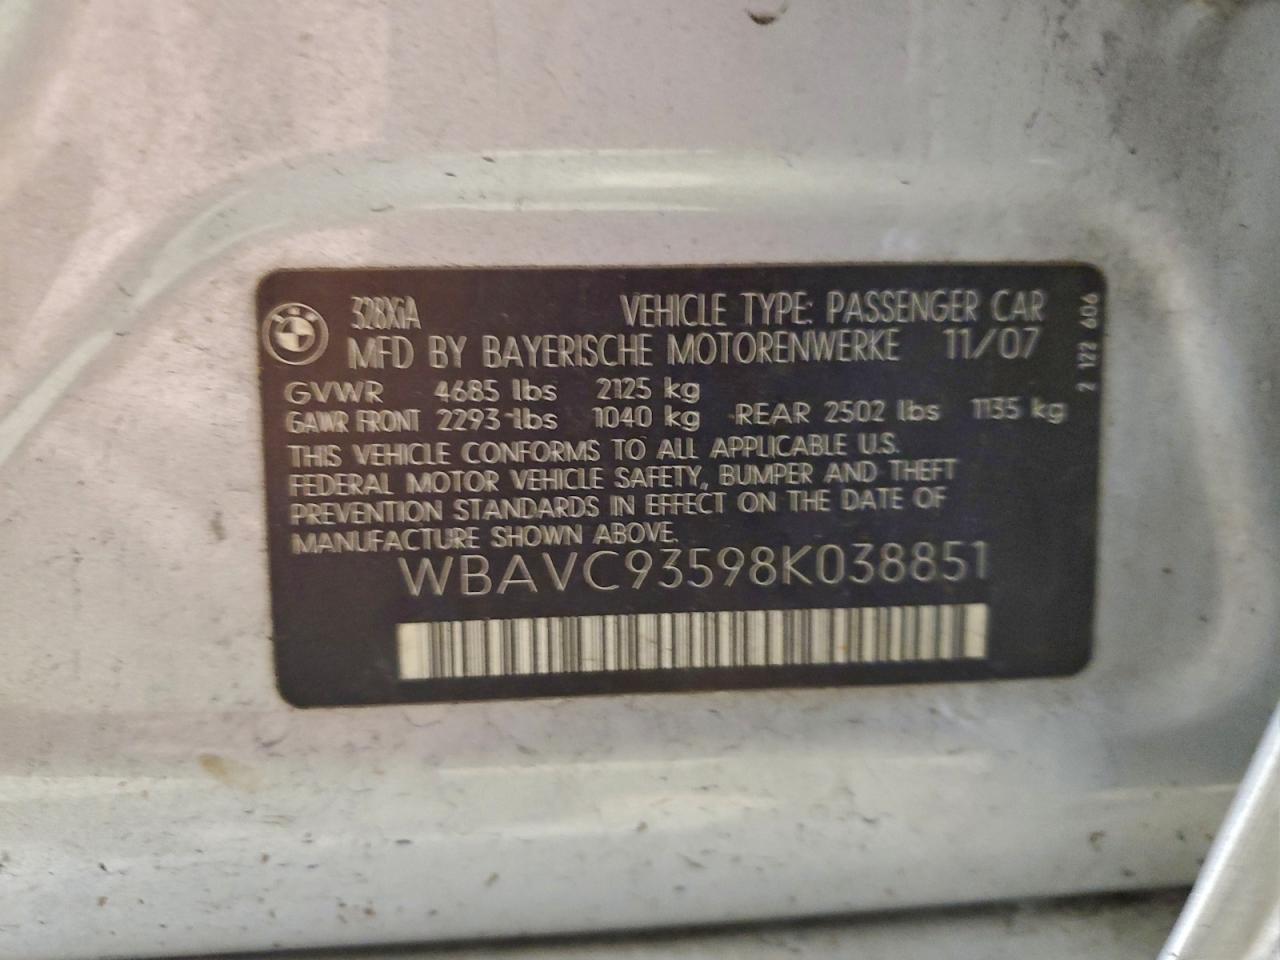 BMW
328XiA VEHICLE TYPE: PASSENGER CAR
MFD BY BAYERISCHE MOTORENWERKE 11/07
GVWR 4685 lbs 2125 kg
GAWR FRONT 2293 lbs 1040 kg REAR 2502 lbs 1135 kg
THIS VEHICLE CONFORMS TO ALL APPLICABLE U.S.
FEDERAL MOTOR VEHICLE SAFETY, BUMPER AND THEFT
PREVENTION STANDARDS IN EFFECT ON THE DATE OF
MANUFACTURE SHOWN ABOVE.
WBAVC93598K038851
2 122 606